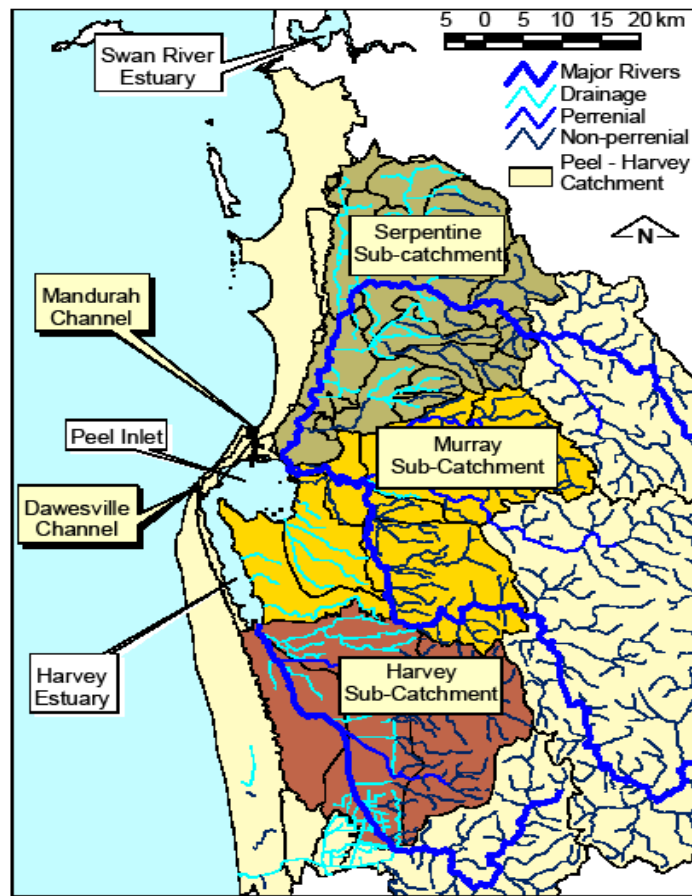 Swan River
Estuary
5 0 5 10 15 20 km
Major Rivers
Drainage
Perrenial
Non-perrenial
Peel - Harvey
Catchment
N
Serpentine
Sub-catchment
Mandurah
Channel
Peel Inlet
Murray
Sub-Catchment
Dawesville
Channel
Harvey
Estuary
Harvey
Sub-Catchment